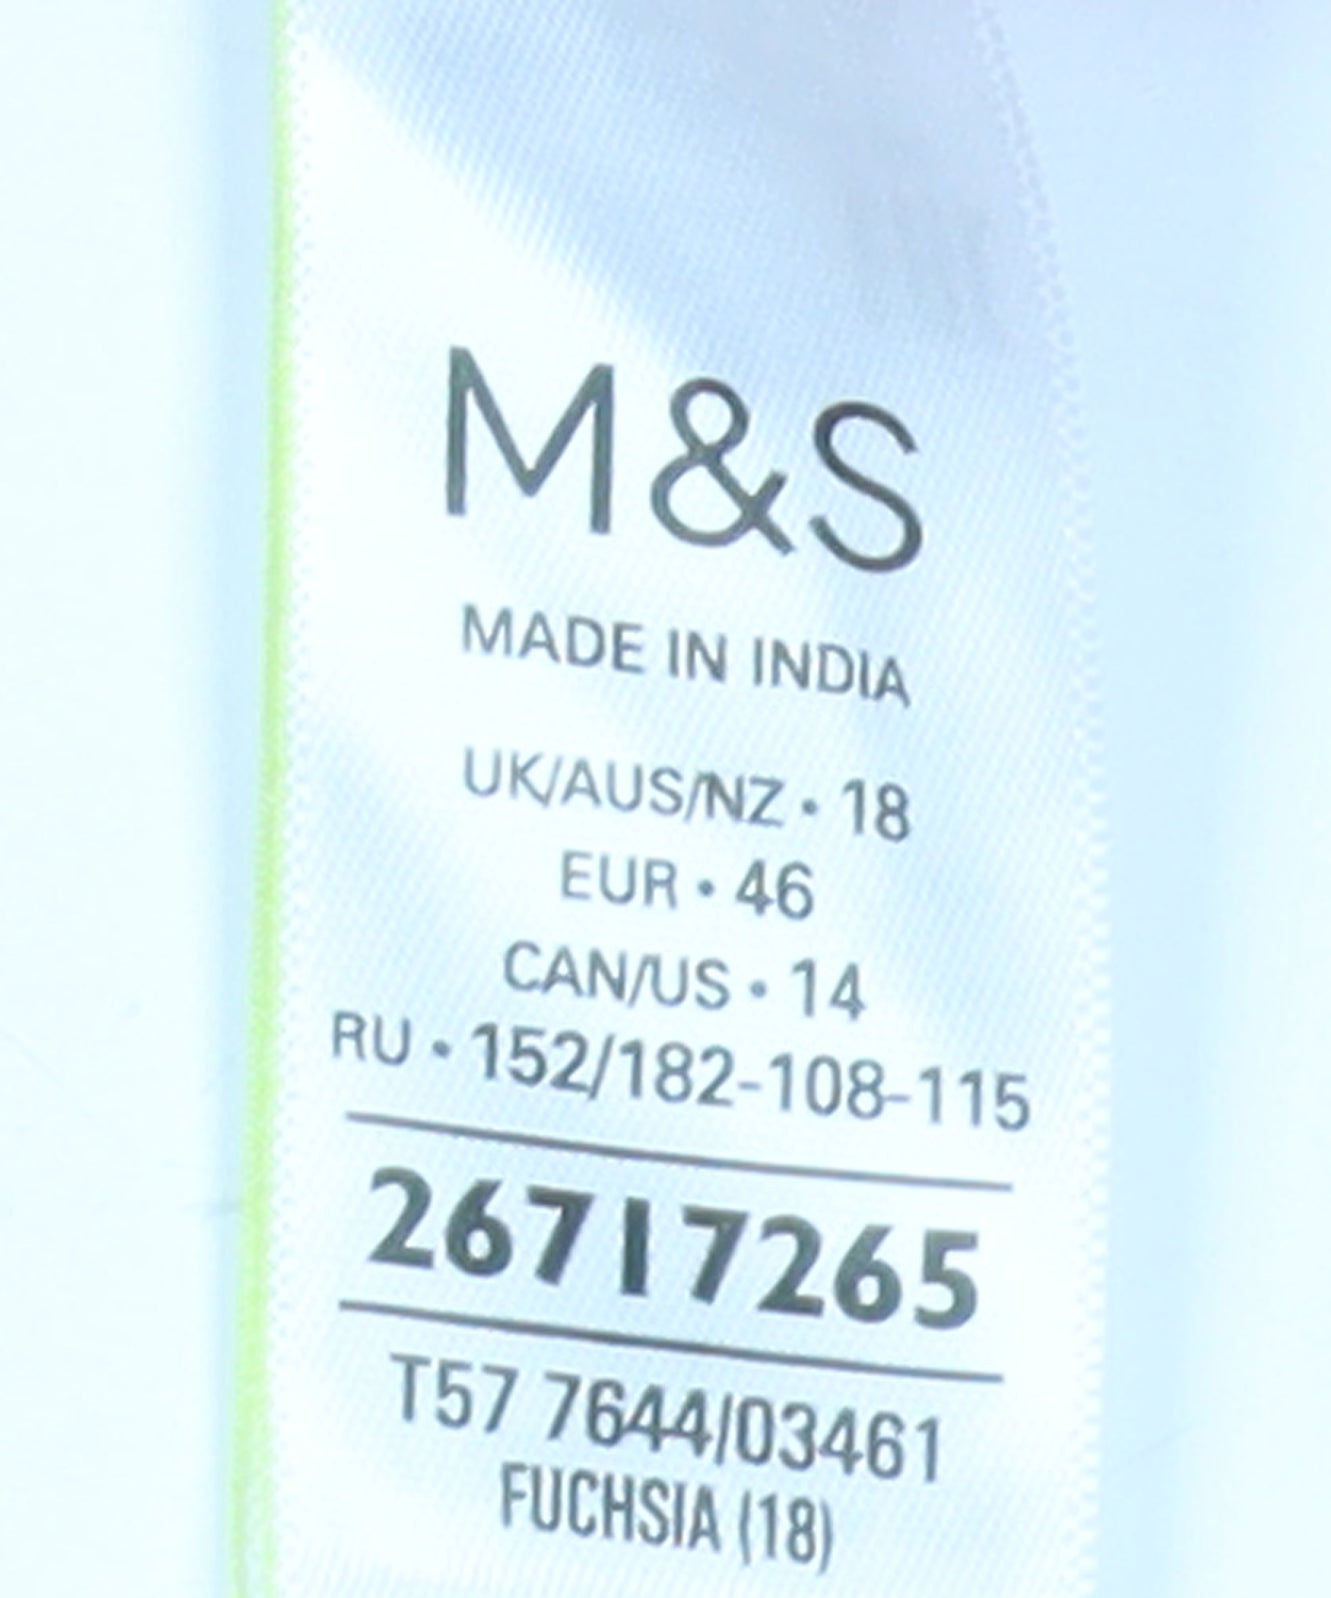 M&S
MADE IN INDIA
UK/AUS/NZ • 18
EUR • 46
CAN/US • 14
RU • 152/182-108-115
26717265
T57 7644/03461
FUCHSIA (18)